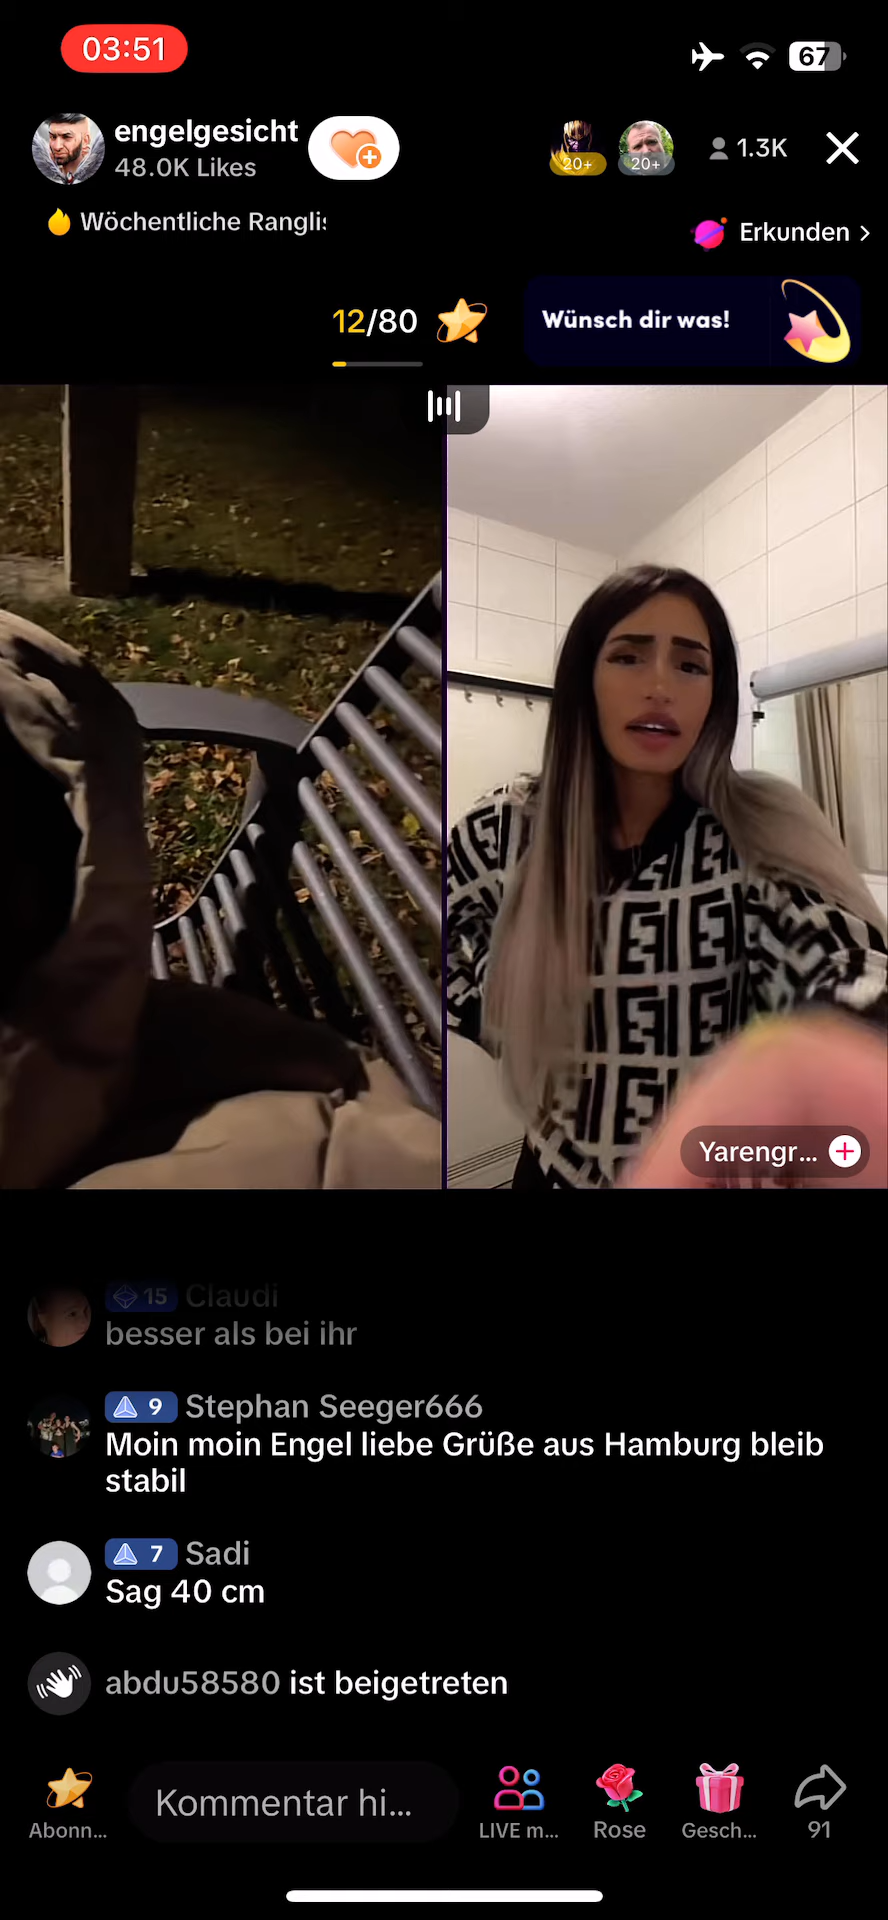 03:51
67
engelgesicht
48.0K Likes
20+
20+
1.3K
Wöchentliche Ranglis
Erkunden >
12/80
Wünsch dir was!
Yarengr...
15 Claudi
besser als bei ihr
9 Stephan Seeger666
Moin moin Engel liebe Grüße aus Hamburg bleib
stabil
7 Sadi
Sag 40 cm
abdu58580 ist beigetreten
Kommentar hi...
Abonn...
LIVE m...
Rose
Gesch...
91